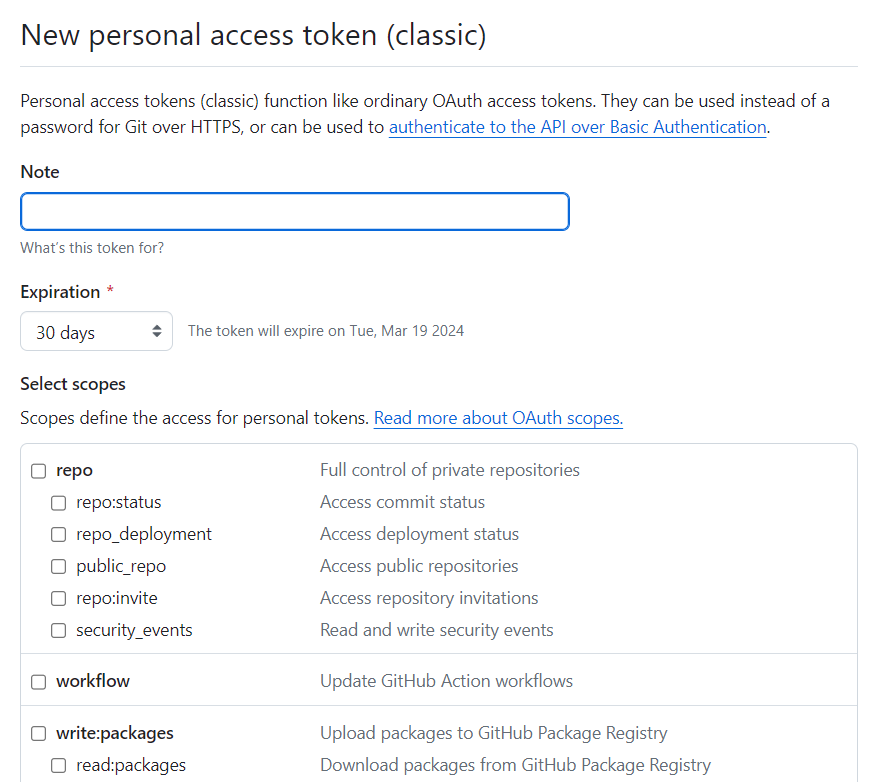 New personal access token (classic)
Personal access tokens (classic) function like ordinary OAuth access tokens. They can be used instead of a
password for Git over HTTPS, or can be used to authenticate to the API over Basic Authentication.
Note
What's this token for?
Expiration *
30 days The token will expire on Tue, Mar 19 2024
Select scopes
Scopes define the access for personal tokens. Read more about OAuth scopes.
repo Full control of private repositories
repo:status Access commit status
repo_deployment Access deployment status
public_repo Access public repositories
repo:invite Access repository invitations
security_events Read and write security events
workflow Update GitHub Action workflows
write:packages Upload packages to GitHub Package Registry
read:packages Download packages from GitHub Package Registry